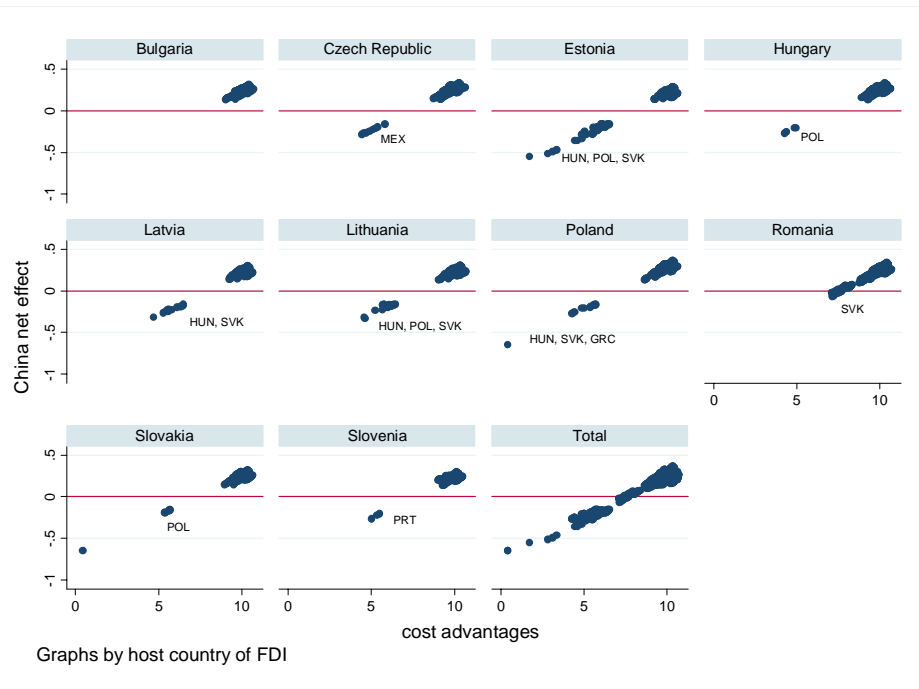 Bulgaria
Czech Republic
Estonia
Hungary
.5
0
-.5
-1
MEX
HUN, POL, SVK
POL
Latvia
Lithuania
Poland
Romania
.5
0
-.5
-1
HUN, SVK
HUN, POL, SVK
HUN, SVK, GRC
SVK
0 5 10
China net effect
Slovakia
Slovenia
Total
.5
0
-.5
-1
POL
PRT
0 5 10
0 5 10
0 5 10
cost advantages
Graphs by host country of FDI